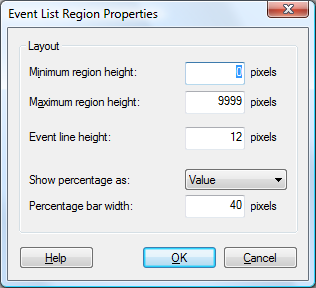 Event List Region Properties
Layout
Minimum region height: 0 pixels
Maximum region height: 9999 pixels
Event line height: 12 pixels
Show percentage as: Value
Percentage bar width: 40 pixels
Help OK Cancel